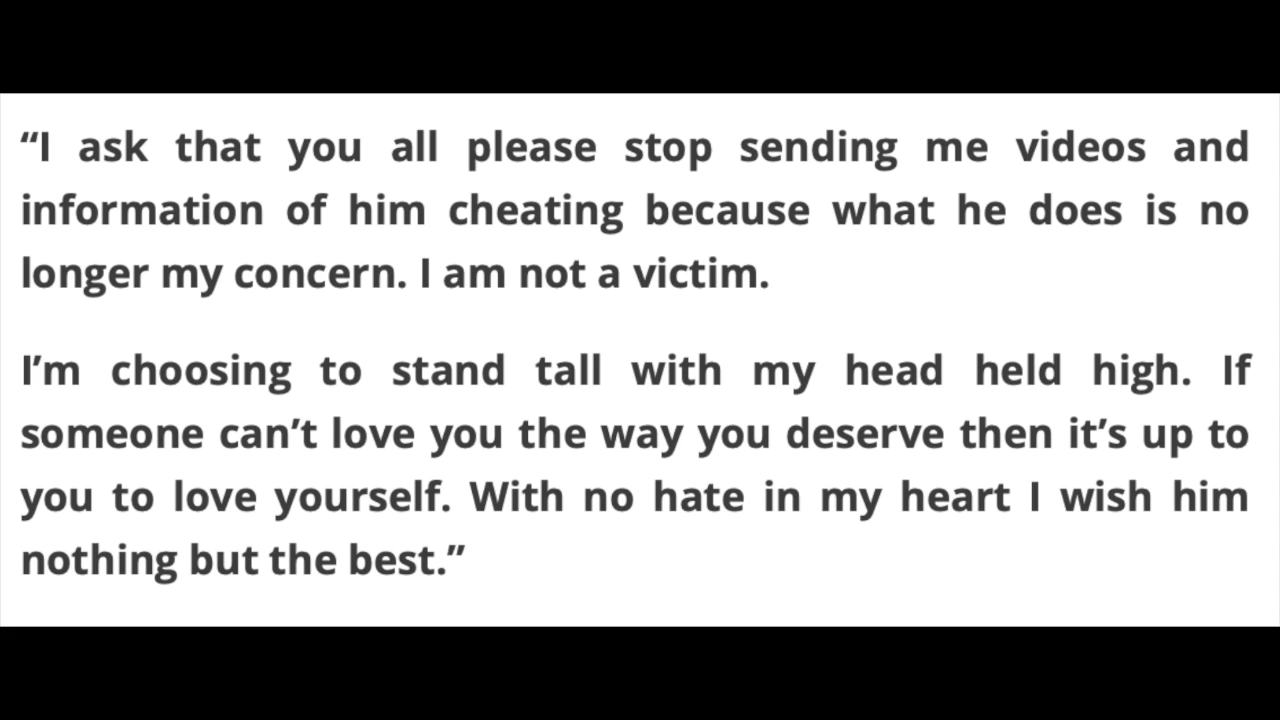 “I ask that you all please stop sending me videos and
information of him cheating because what he does is no
longer my concern. I am not a victim.
I’m choosing to stand tall with my head held high. If
someone can’t love you the way you deserve then it’s up to
you to love yourself. With no hate in my heart I wish him
nothing but the best.”